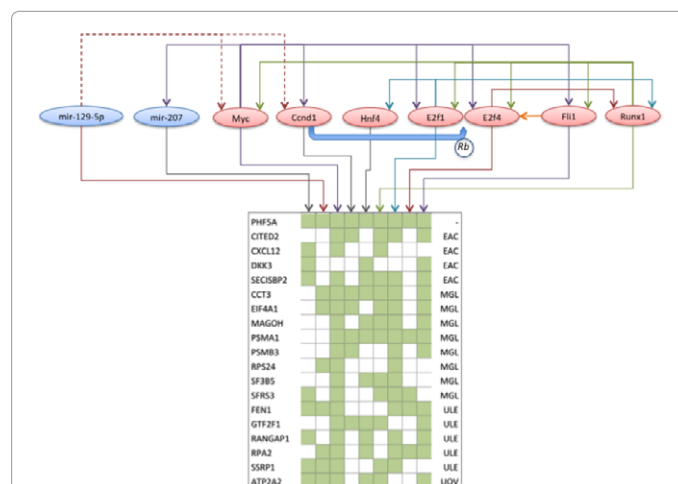 mir-129-5p mir-207 Myc Ccnd1 Hnf4 E2f1 E2f4 Fli1 Runx1
Rb
PHF5A -
CITED2 EAC
CXCL12 EAC
DKK3 EAC
SECISBP2 EAC
CCT3 MGL
EIF4A1 MGL
MAGOH MGL
PSMA1 MGL
PSMB3 MGL
RPS24 MGL
SF3B5 MGL
SFRS3 MGL
FEN1 ULE
GTF2F1 ULE
RANGAP1 ULE
RPA2 ULE
SSRP1 ULE
ATP2A2 UOV